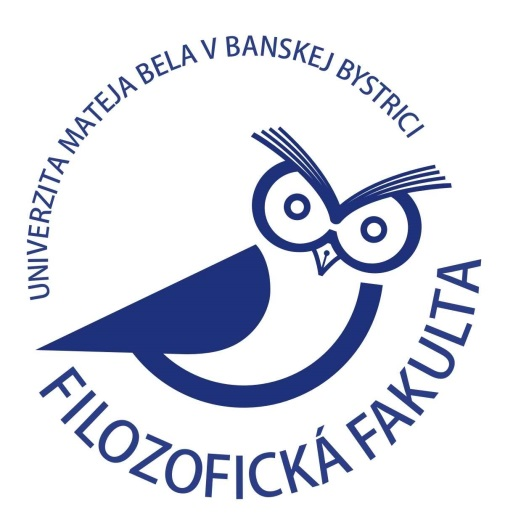 UNIVERZITA MATEJA BELA V BANSKEJ BYSTRICI
FILOZOFICKÁ FAKULTA